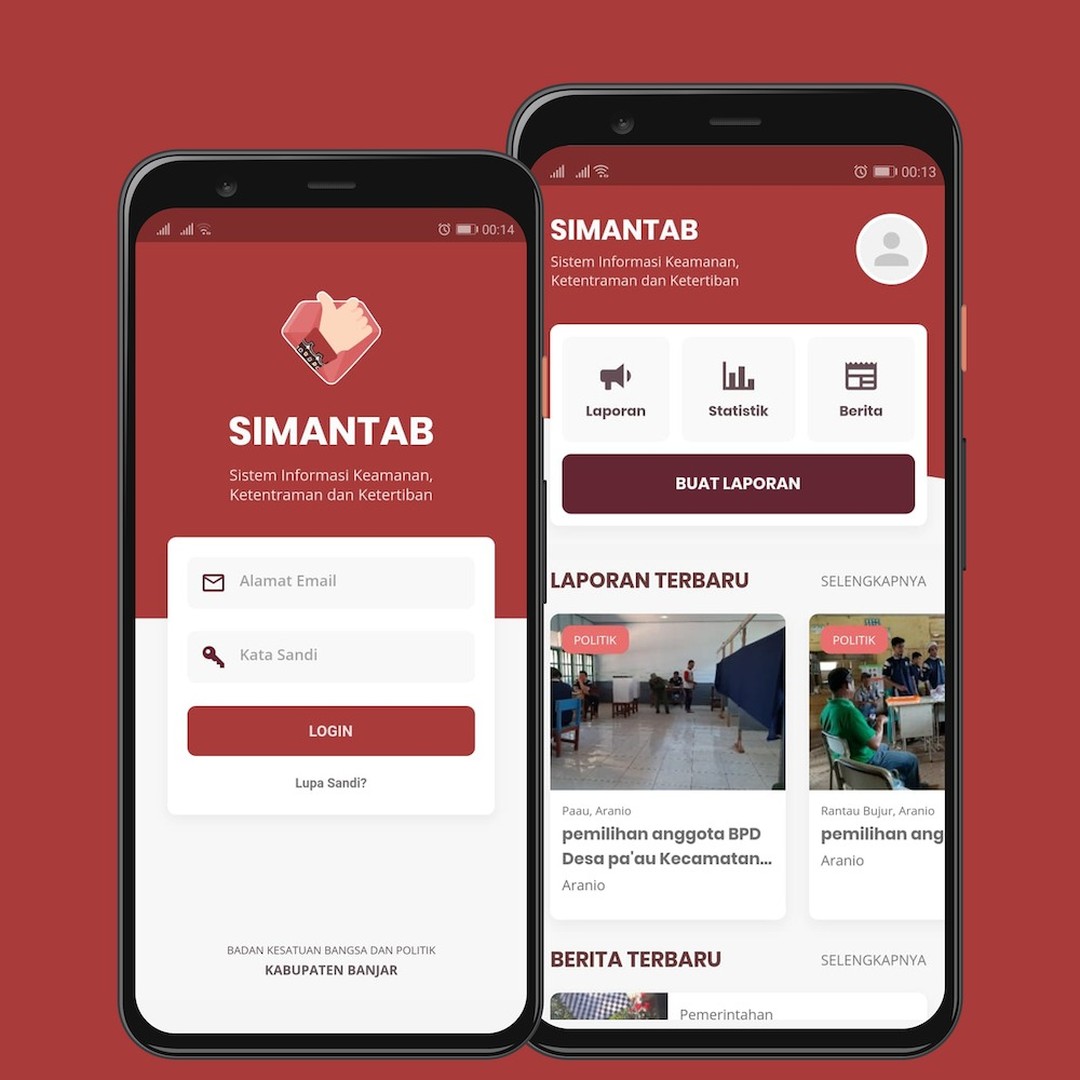 00:14
SIMANTAB
Sistem Informasi Keamanan,
Ketentraman dan Ketertiban
Alamat Email
Kata Sandi
LOGIN
Lupa Sandi?
BADAN KESATUAN BANGSA DAN POLITIK
KABUPATEN BANJAR
00:13
SIMANTAB
Sistem Informasi Keamanan,
Ketentraman dan Ketertiban
Laporan
Statistik
Berita
BUAT LAPORAN
LAPORAN TERBARU
SELENGKAPNYA
POLITIK
Paau, Aranio
pemilihan anggota BPD
Desa pa'au Kecamatan...
Aranio
POLITIK
Rantau Bujur, Aranio
pemilihan ang
Aranio
BERITA TERBARU
SELENGKAPNYA
Pemerintahan